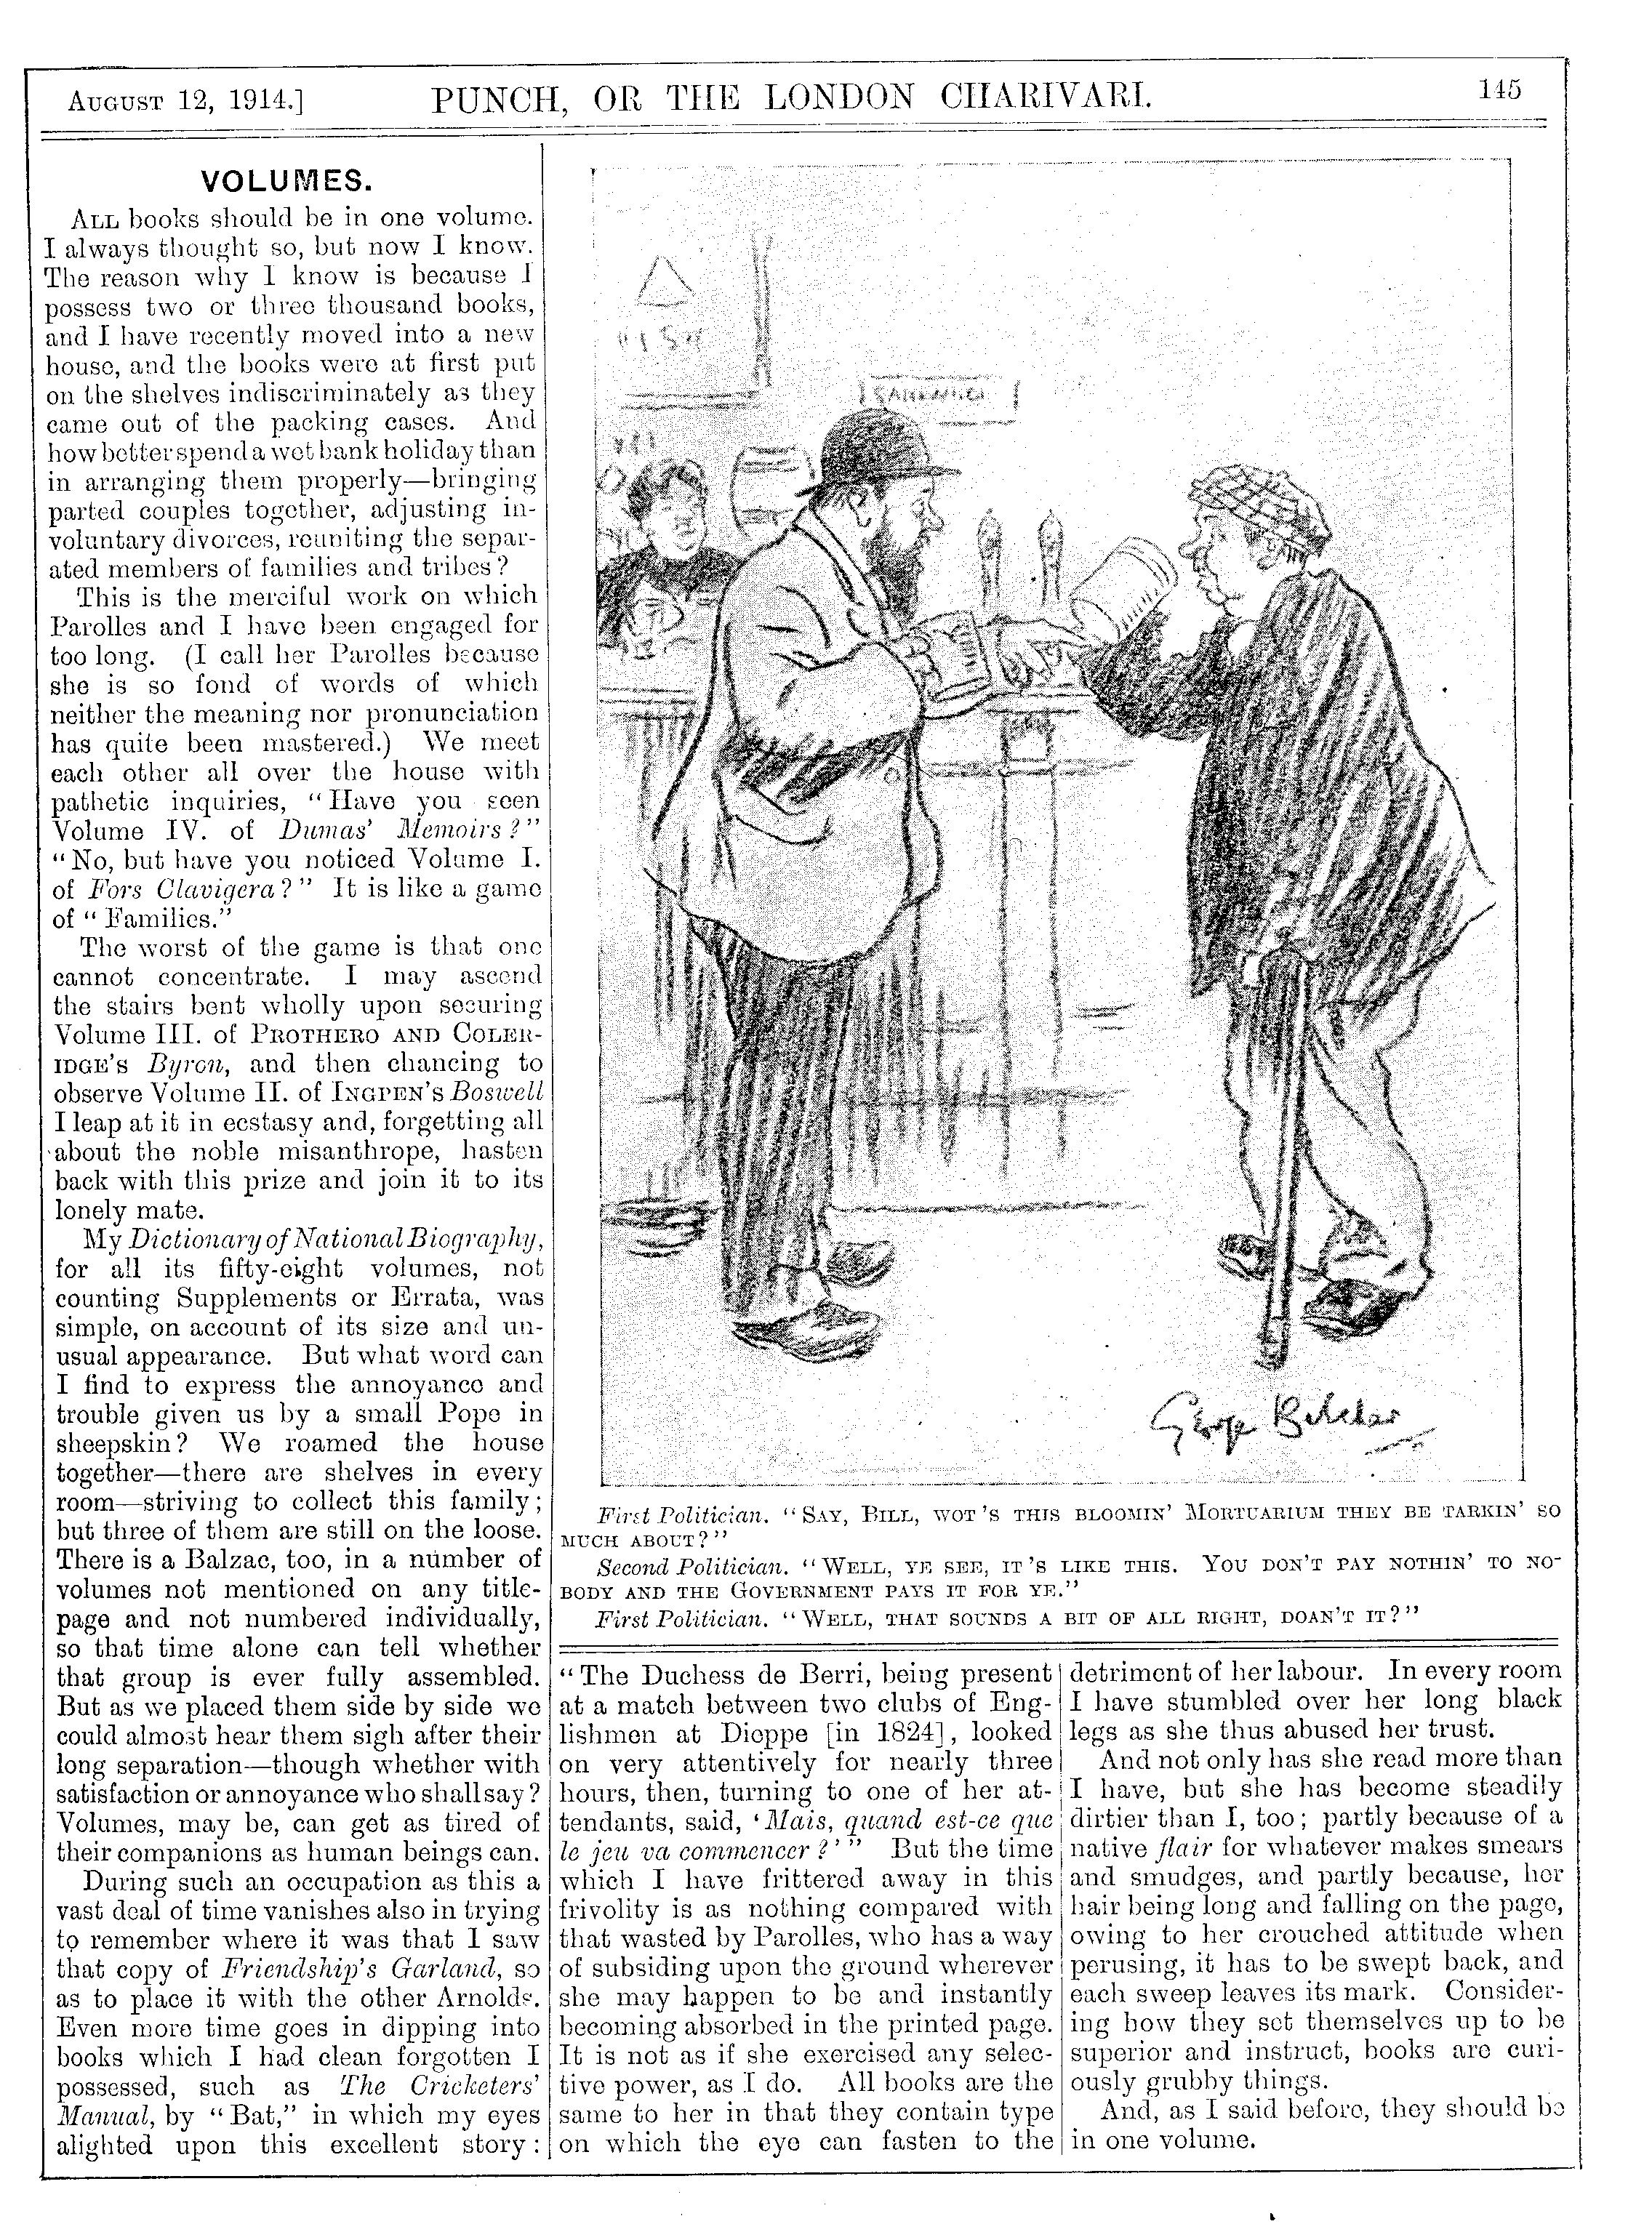 AUGUST 12, 1914.]
PUNCH, OR THE LONDON CHARIVARI.
145
VOLUMES.
ALL books should be in one volume.
I always thought so, but now I know.
The reason why I know is because I
possess two or three thousand books,
and I have recently moved into a new
house, and the books were at first put
on the shelves indiscriminately as they
came out of the packing cases. And
how better spend a wet bank holiday than
in arranging them properly—bringing
parted couples together, adjusting in-
voluntary divorces, reuniting the separ-
ated members of families and tribes?
This is the merciful work on which
Parolles and I have been engaged for
too long. (I call her Parolles because
she is so fond of words of which
neither the meaning nor pronunciation
has quite been mastered.) We meet
each other all over the house with
pathetic inquiries, "Have you seen
Volume IV. of Dumas' Memoirs?"
"No, but have you noticed Volume I.
of Fors Clavigera?" It is like a game
of "Families."
The worst of the game is that one
cannot concentrate. I may ascend
the stairs bent wholly upon securing
Volume III. of PROTHERO AND COLER-
IDGE'S Byron, and then chancing to
observe Volume II. of INGPEN'S Boswell
I leap at it in ecstasy and, forgetting all
about the noble misanthrope, hasten
back with this prize and join it to its
lonely mate.
My Dictionary of National Biography,
for all its fifty-eight volumes, not
counting Supplements or Errata, was
simple, on account of its size and un-
usual appearance. But what word can
I find to express the annoyance and
trouble given us by a small Pope in
sheepskin? We roamed the house
together—there are shelves in every
room—striving to collect this family;
but three of them are still on the loose.
There is a Balzac, too, in a number of
volumes not mentioned on any title-
page and not numbered individually,
so that time alone can tell whether
that group is ever fully assembled.
But as we placed them side by side we
could almost hear them sigh after their
long separation—though whether with
satisfaction or annoyance who shall say?
Volumes, may be, can get as tired of
their companions as human beings can.
During such an occupation as this a
vast deal of time vanishes also in trying
to remember where it was that I saw
that copy of Friendship's Garland, so
as to place it with the other Arnolds.
Even more time goes in dipping into
books which I had clean forgotten I
possessed, such as The Cricketers'
Manual, by "Bat," in which my eyes
alighted upon this excellent story:
George Belcher
First Politician. "SAY, BILL, WOT'S THIS BLOOMIN' MORTUARIUM THEY BE TARKIN' SO
MUCH ABOUT?"
Second Politician. "WELL, YE SEE, IT'S LIKE THIS. YOU DON'T PAY NOTHIN' TO NO-
BODY AND THE GOVERNMENT PAYS IT FOR YE."
First Politician. "WELL, THAT SOUNDS A BIT OF ALL RIGHT, DOAN'T IT?"
"The Duchess de Berri, being present
at a match between two clubs of Eng-
lishmen at Dieppe [in 1824], looked
on very attentively for nearly three
hours, then, turning to one of her at-
tendants, said, 'Mais, quand est-ce que
le jeu va commencer?'" But the time
which I have frittered away in this
frivolity is as nothing compared with
that wasted by Parolles, who has a way
of subsiding upon the ground wherever
she may happen to be and instantly
becoming absorbed in the printed page.
It is not as if she exercised any selec-
tive power, as I do. All books are the
same to her in that they contain type
on which the eye can fasten to the
detriment of her labour. In every room
I have stumbled over her long black
legs as she thus abused her trust.
And not only has she read more than
I have, but she has become steadily
dirtier than I, too; partly because of a
native flair for whatever makes smears
and smudges, and partly because, her
hair being long and falling on the page,
owing to her crouched attitude when
perusing, it has to be swept back, and
each sweep leaves its mark. Consider-
ing how they set themselves up to be
superior and instruct, books are curi-
ously grubby things.
And, as I said before, they should be
in one volume.